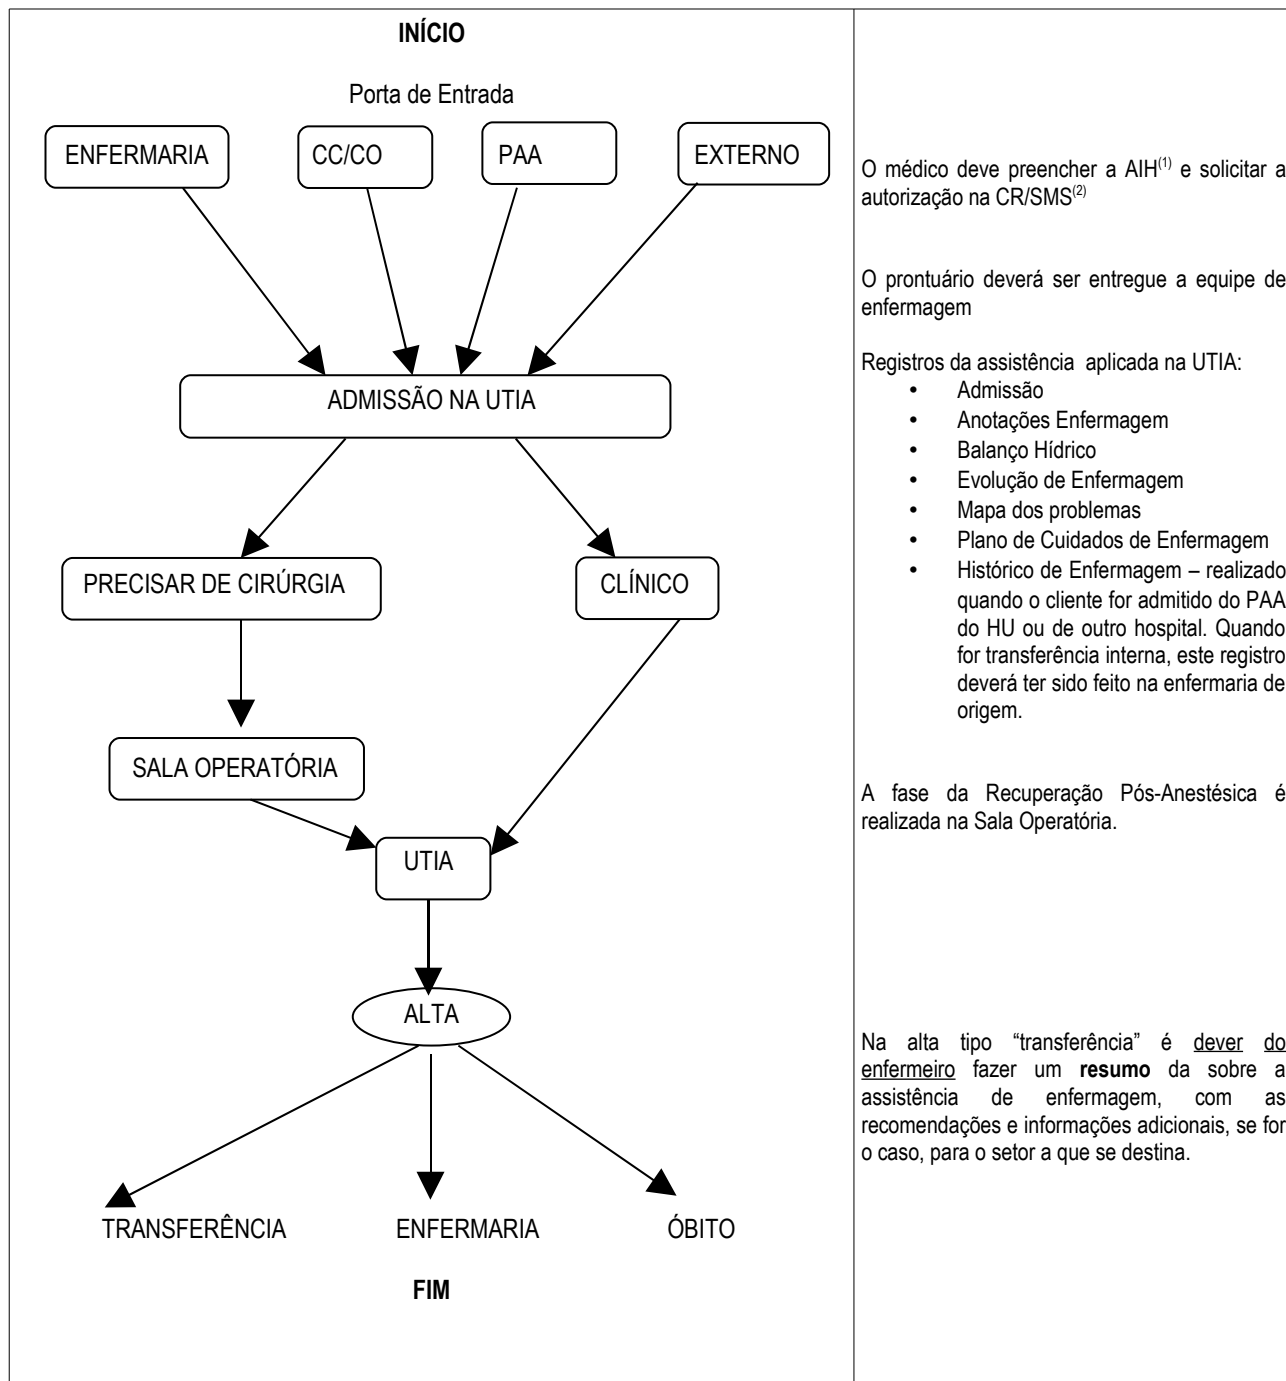 INÍCIO
Porta de Entrada
ENFERMARIA
CC/CO
PAA
EXTERNO
ADMISSÃO NA UTIA
PRECISAR DE CIRÚRGIA
CLÍNICO
SALA OPERATÓRIA
UTIA
ALTA
TRANSFERÊNCIA
ENFERMARIA
ÓBITO
FIM
O médico deve preencher a AIH(1) e solicitar a
autorização na CR/SMS(2)
O prontuário deverá ser entregue a equipe de
enfermagem
Registros da assistência aplicada na UTIA:
• Admissão
• Anotações Enfermagem
• Balanço Hídrico
• Evolução de Enfermagem
• Mapa dos problemas
• Plano de Cuidados de Enfermagem
• Histórico de Enfermagem – realizado
quando o cliente for admitido do PAA
do HU ou de outro hospital. Quando
for transferência interna, este registro
deverá ter sido feito na enfermaria de
origem.
A fase da Recuperação Pós-Anestésica é
realizada na Sala Operatória.
Na alta tipo “transferência” é dever do
enfermeiro fazer um resumo da sobre a
assistência de enfermagem, com as
recomendações e informações adicionais, se for
o caso, para o setor a que se destina.